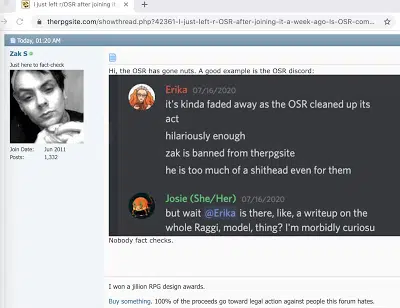 i just left r/OSR after joining it
therpgsite.com/showthread.php?42361-I-just-left-r-OSR-after-joining-it-a-week-ago-Is-OSR-com...
Today, 01:20 AM
Zak S
Just here to fact-check
Join Date: Jun 2011
Posts: 1,332
Hi, the OSR has gone nuts. A good example is the OSR discord:
Erika 07/16/2020
it's kinda faded away as the OSR cleaned up its
act
hilariously enough
zak is banned from therpgsite
he is too much of a shithead even for them
Josie (She/Her) 07/16/2020
but wait @Erika is there, like, a writeup on the
whole Raggi, model, thing? I'm morbidly curiosu
Nobody fact checks.
I won a jillion RPG design awards.
Buy something. 100% of the proceeds go toward legal action against people this forum hates.